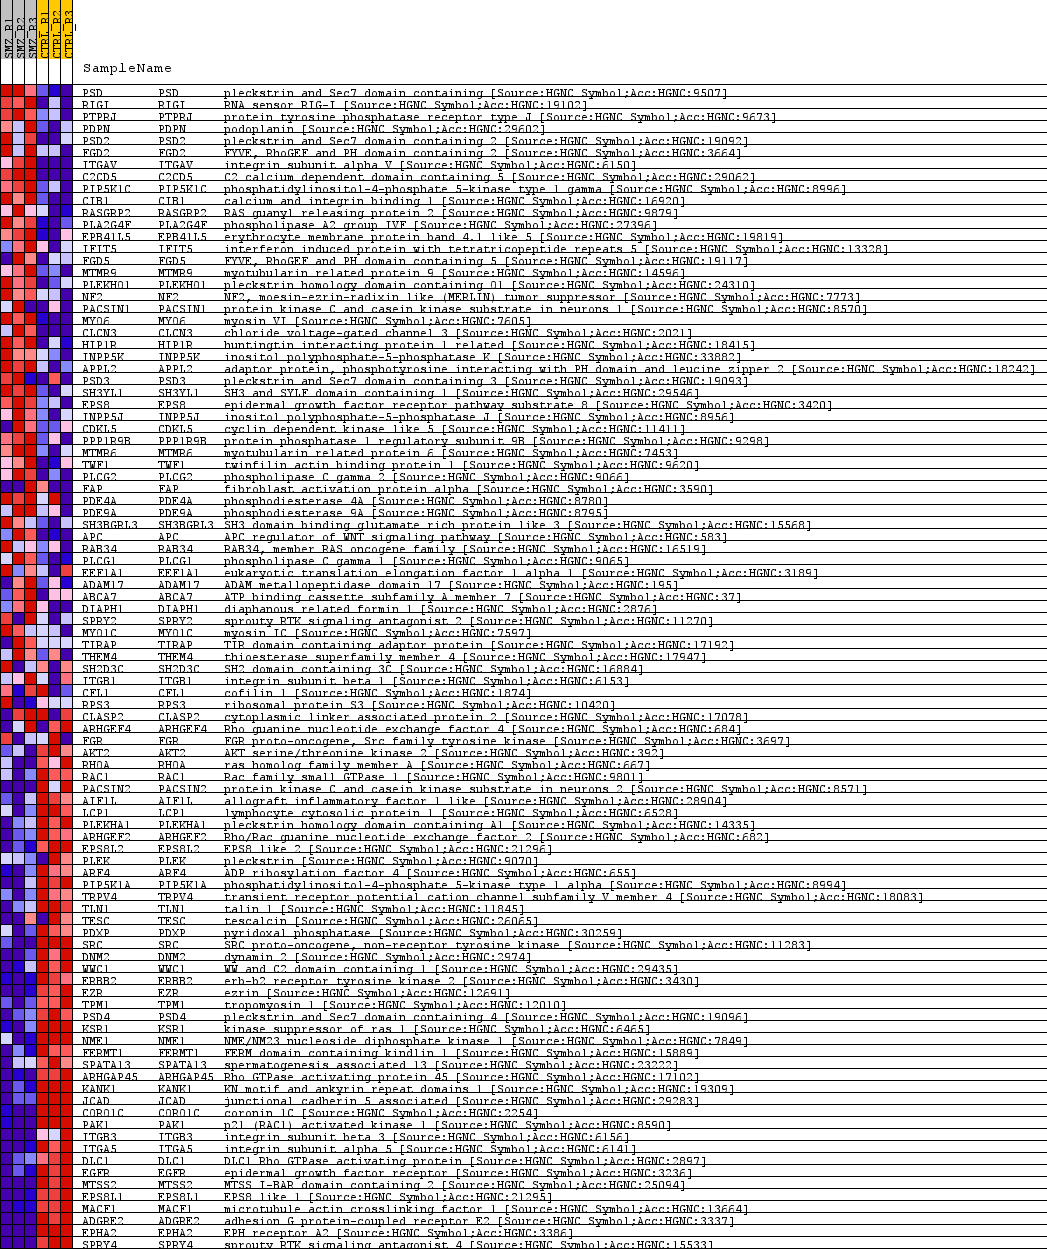 SMZ_R1
SMZ_R2
SMZ_R3
CTRL_R1
CTRL_R2
CTRL_R3
SampleName
PSD PSD pleckstrin and Sec7 domain containing [Source:HGNC Symbol;Acc:HGNC:9507]
RIGI RIGI RNA sensor RIG-I [Source:HGNC Symbol;Acc:HGNC:19102]
PTPRJ PTPRJ protein tyrosine phosphatase receptor type J [Source:HGNC Symbol;Acc:HGNC:9673]
PDPN PDPN podoplanin [Source:HGNC Symbol;Acc:HGNC:29602]
PSD2 PSD2 pleckstrin and Sec7 domain containing 2 [Source:HGNC Symbol;Acc:HGNC:19092]
FGD2 FGD2 FYVE, RhoGEF and PH domain containing 2 [Source:HGNC Symbol;Acc:HGNC:3664]
ITGAV ITGAV integrin subunit alpha V [Source:HGNC Symbol;Acc:HGNC:6150]
C2CD5 C2CD5 C2 calcium dependent domain containing 5 [Source:HGNC Symbol;Acc:HGNC:29062]
PIP5K1C PIP5K1C phosphatidylinositol-4-phosphate 5-kinase type 1 gamma [Source:HGNC Symbol;Acc:HGNC:8996]
CIB1 CIB1 calcium and integrin binding 1 [Source:HGNC Symbol;Acc:HGNC:16920]
RASGRP2 RASGRP2 RAS guanyl releasing protein 2 [Source:HGNC Symbol;Acc:HGNC:9879]
PLA2G4F PLA2G4F phospholipase A2 group IVF [Source:HGNC Symbol;Acc:HGNC:27396]
EPB41L5 EPB41L5 erythrocyte membrane protein band 4.1 like 5 [Source:HGNC Symbol;Acc:HGNC:19819]
IFIT5 IFIT5 interferon induced protein with tetratricopeptide repeats 5 [Source:HGNC Symbol;Acc:HGNC:13328]
FGD5 FGD5 FYVE, RhoGEF and PH domain containing 5 [Source:HGNC Symbol;Acc:HGNC:19117]
MTMR9 MTMR9 myotubularin related protein 9 [Source:HGNC Symbol;Acc:HGNC:14596]
PLEKHO1 PLEKHO1 pleckstrin homology domain containing O1 [Source:HGNC Symbol;Acc:HGNC:24310]
NF2 NF2 NF2, moesin-ezrin-radixin like (MERLIN) tumor suppressor [Source:HGNC Symbol;Acc:HGNC:7773]
PACSIN1 PACSIN1 protein kinase C and casein kinase substrate in neurons 1 [Source:HGNC Symbol;Acc:HGNC:8570]
MYO6 MYO6 myosin VI [Source:HGNC Symbol;Acc:HGNC:7605]
CLCN3 CLCN3 chloride voltage-gated channel 3 [Source:HGNC Symbol;Acc:HGNC:2021]
HIP1R HIP1R huntingtin interacting protein 1 related [Source:HGNC Symbol;Acc:HGNC:18415]
INPP5K INPP5K inositol polyphosphate-5-phosphatase K [Source:HGNC Symbol;Acc:HGNC:33882]
APPL2 APPL2 adaptor protein, phosphotyrosine interacting with PH domain and leucine zipper 2 [Source:HGNC Symbol;Acc:HGNC:18242]
PSD3 PSD3 pleckstrin and Sec7 domain containing 3 [Source:HGNC Symbol;Acc:HGNC:19093]
SH3YL1 SH3YL1 SH3 and SYLF domain containing 1 [Source:HGNC Symbol;Acc:HGNC:29546]
EPS8 EPS8 epidermal growth factor receptor pathway substrate 8 [Source:HGNC Symbol;Acc:HGNC:3420]
INPP5J INPP5J inositol polyphosphate-5-phosphatase J [Source:HGNC Symbol;Acc:HGNC:8956]
CDKL5 CDKL5 cyclin dependent kinase like 5 [Source:HGNC Symbol;Acc:HGNC:11411]
PPP1R9B PPP1R9B protein phosphatase 1 regulatory subunit 9B [Source:HGNC Symbol;Acc:HGNC:9298]
MTMR6 MTMR6 myotubularin related protein 6 [Source:HGNC Symbol;Acc:HGNC:7453]
TWF1 TWF1 twinfilin actin binding protein 1 [Source:HGNC Symbol;Acc:HGNC:9620]
PLCG2 PLCG2 phospholipase C gamma 2 [Source:HGNC Symbol;Acc:HGNC:9066]
FAP FAP fibroblast activation protein alpha [Source:HGNC Symbol;Acc:HGNC:3590]
PDE4A PDE4A phosphodiesterase 4A [Source:HGNC Symbol;Acc:HGNC:8780]
PDE9A PDE9A phosphodiesterase 9A [Source:HGNC Symbol;Acc:HGNC:8795]
SH3BGRL3 SH3BGRL3 SH3 domain binding glutamate rich protein like 3 [Source:HGNC Symbol;Acc:HGNC:15568]
APC APC APC regulator of WNT signaling pathway [Source:HGNC Symbol;Acc:HGNC:583]
RAB34 RAB34 RAB34, member RAS oncogene family [Source:HGNC Symbol;Acc:HGNC:16519]
PLCG1 PLCG1 phospholipase C gamma 1 [Source:HGNC Symbol;Acc:HGNC:9065]
EEF1A1 EEF1A1 eukaryotic translation elongation factor 1 alpha 1 [Source:HGNC Symbol;Acc:HGNC:3189]
ADAM17 ADAM17 ADAM metallopeptidase domain 17 [Source:HGNC Symbol;Acc:HGNC:195]
ABCA7 ABCA7 ATP binding cassette subfamily A member 7 [Source:HGNC Symbol;Acc:HGNC:37]
DIAPH1 DIAPH1 diaphanous related formin 1 [Source:HGNC Symbol;Acc:HGNC:2876]
SPRY2 SPRY2 sprouty RTK signaling antagonist 2 [Source:HGNC Symbol;Acc:HGNC:11270]
MYO1C MYO1C myosin IC [Source:HGNC Symbol;Acc:HGNC:7597]
TIRAP TIRAP TIR domain containing adaptor protein [Source:HGNC Symbol;Acc:HGNC:17192]
THEM4 THEM4 thioesterase superfamily member 4 [Source:HGNC Symbol;Acc:HGNC:17947]
SH2D3C SH2D3C SH2 domain containing 3C [Source:HGNC Symbol;Acc:HGNC:16884]
ITGB1 ITGB1 integrin subunit beta 1 [Source:HGNC Symbol;Acc:HGNC:6153]
CFL1 CFL1 cofilin 1 [Source:HGNC Symbol;Acc:HGNC:1874]
RPS3 RPS3 ribosomal protein S3 [Source:HGNC Symbol;Acc:HGNC:10420]
CLASP2 CLASP2 cytoplasmic linker associated protein 2 [Source:HGNC Symbol;Acc:HGNC:17078]
ARHGEF4 ARHGEF4 Rho guanine nucleotide exchange factor 4 [Source:HGNC Symbol;Acc:HGNC:684]
FGR FGR FGR proto-oncogene, Src family tyrosine kinase [Source:HGNC Symbol;Acc:HGNC:3697]
AKT2 AKT2 AKT serine/threonine kinase 2 [Source:HGNC Symbol;Acc:HGNC:392]
RHOA RHOA ras homolog family member A [Source:HGNC Symbol;Acc:HGNC:667]
RAC1 RAC1 Rac family small GTPase 1 [Source:HGNC Symbol;Acc:HGNC:9801]
PACSIN2 PACSIN2 protein kinase C and casein kinase substrate in neurons 2 [Source:HGNC Symbol;Acc:HGNC:8571]
AIF1L AIF1L allograft inflammatory factor 1 like [Source:HGNC Symbol;Acc:HGNC:28904]
LCP1 LCP1 lymphocyte cytosolic protein 1 [Source:HGNC Symbol;Acc:HGNC:6528]
PLEKHA1 PLEKHA1 pleckstrin homology domain containing A1 [Source:HGNC Symbol;Acc:HGNC:14335]
ARHGEF2 ARHGEF2 Rho/Rac guanine nucleotide exchange factor 2 [Source:HGNC Symbol;Acc:HGNC:682]
EPS8L2 EPS8L2 EPS8 like 2 [Source:HGNC Symbol;Acc:HGNC:21296]
PLEK PLEK pleckstrin [Source:HGNC Symbol;Acc:HGNC:9070]
ARF4 ARF4 ADP ribosylation factor 4 [Source:HGNC Symbol;Acc:HGNC:655]
PIP5K1A PIP5K1A phosphatidylinositol-4-phosphate 5-kinase type 1 alpha [Source:HGNC Symbol;Acc:HGNC:8994]
TRPV4 TRPV4 transient receptor potential cation channel subfamily V member 4 [Source:HGNC Symbol;Acc:HGNC:18083]
TLN1 TLN1 talin 1 [Source:HGNC Symbol;Acc:HGNC:11845]
TESC TESC tescalcin [Source:HGNC Symbol;Acc:HGNC:26065]
PDXP PDXP pyridoxal phosphatase [Source:HGNC Symbol;Acc:HGNC:30259]
SRC SRC SRC proto-oncogene, non-receptor tyrosine kinase [Source:HGNC Symbol;Acc:HGNC:11283]
DNM2 DNM2 dynamin 2 [Source:HGNC Symbol;Acc:HGNC:2974]
WWC1 WWC1 WW and C2 domain containing 1 [Source:HGNC Symbol;Acc:HGNC:29435]
ERBB2 ERBB2 erb-b2 receptor tyrosine kinase 2 [Source:HGNC Symbol;Acc:HGNC:3430]
EZR EZR ezrin [Source:HGNC Symbol;Acc:HGNC:12691]
TPM1 TPM1 tropomyosin 1 [Source:HGNC Symbol;Acc:HGNC:12010]
PSD4 PSD4 pleckstrin and Sec7 domain containing 4 [Source:HGNC Symbol;Acc:HGNC:19096]
KSR1 KSR1 kinase suppressor of ras 1 [Source:HGNC Symbol;Acc:HGNC:6465]
NME1 NME1 NME/NM23 nucleoside diphosphate kinase 1 [Source:HGNC Symbol;Acc:HGNC:7849]
FERMT1 FERMT1 FERM domain containing kindlin 1 [Source:HGNC Symbol;Acc:HGNC:15889]
SPATA13 SPATA13 spermatogenesis associated 13 [Source:HGNC Symbol;Acc:HGNC:23222]
ARHGAP45 ARHGAP45 Rho GTPase activating protein 45 [Source:HGNC Symbol;Acc:HGNC:17102]
KANK1 KANK1 KN motif and ankyrin repeat domains 1 [Source:HGNC Symbol;Acc:HGNC:19309]
JCAD JCAD junctional cadherin 5 associated [Source:HGNC Symbol;Acc:HGNC:29283]
CORO1C CORO1C coronin 1C [Source:HGNC Symbol;Acc:HGNC:2254]
PAK1 PAK1 p21 (RAC1) activated kinase 1 [Source:HGNC Symbol;Acc:HGNC:8590]
ITGB3 ITGB3 integrin subunit beta 3 [Source:HGNC Symbol;Acc:HGNC:6156]
ITGA5 ITGA5 integrin subunit alpha 5 [Source:HGNC Symbol;Acc:HGNC:6141]
DLC1 DLC1 DLC1 Rho GTPase activating protein [Source:HGNC Symbol;Acc:HGNC:2897]
EGFR EGFR epidermal growth factor receptor [Source:HGNC Symbol;Acc:HGNC:3236]
MTSS2 MTSS2 MTSS I-BAR domain containing 2 [Source:HGNC Symbol;Acc:HGNC:25094]
EPS8L1 EPS8L1 EPS8 like 1 [Source:HGNC Symbol;Acc:HGNC:21295]
MACF1 MACF1 microtubule actin crosslinking factor 1 [Source:HGNC Symbol;Acc:HGNC:13664]
ADGRE2 ADGRE2 adhesion G protein-coupled receptor E2 [Source:HGNC Symbol;Acc:HGNC:3337]
EPHA2 EPHA2 EPH receptor A2 [Source:HGNC Symbol;Acc:HGNC:3386]
SPRY4 SPRY4 sprouty RTK signaling antagonist 4 [Source:HGNC Symbol;Acc:HGNC:15533]